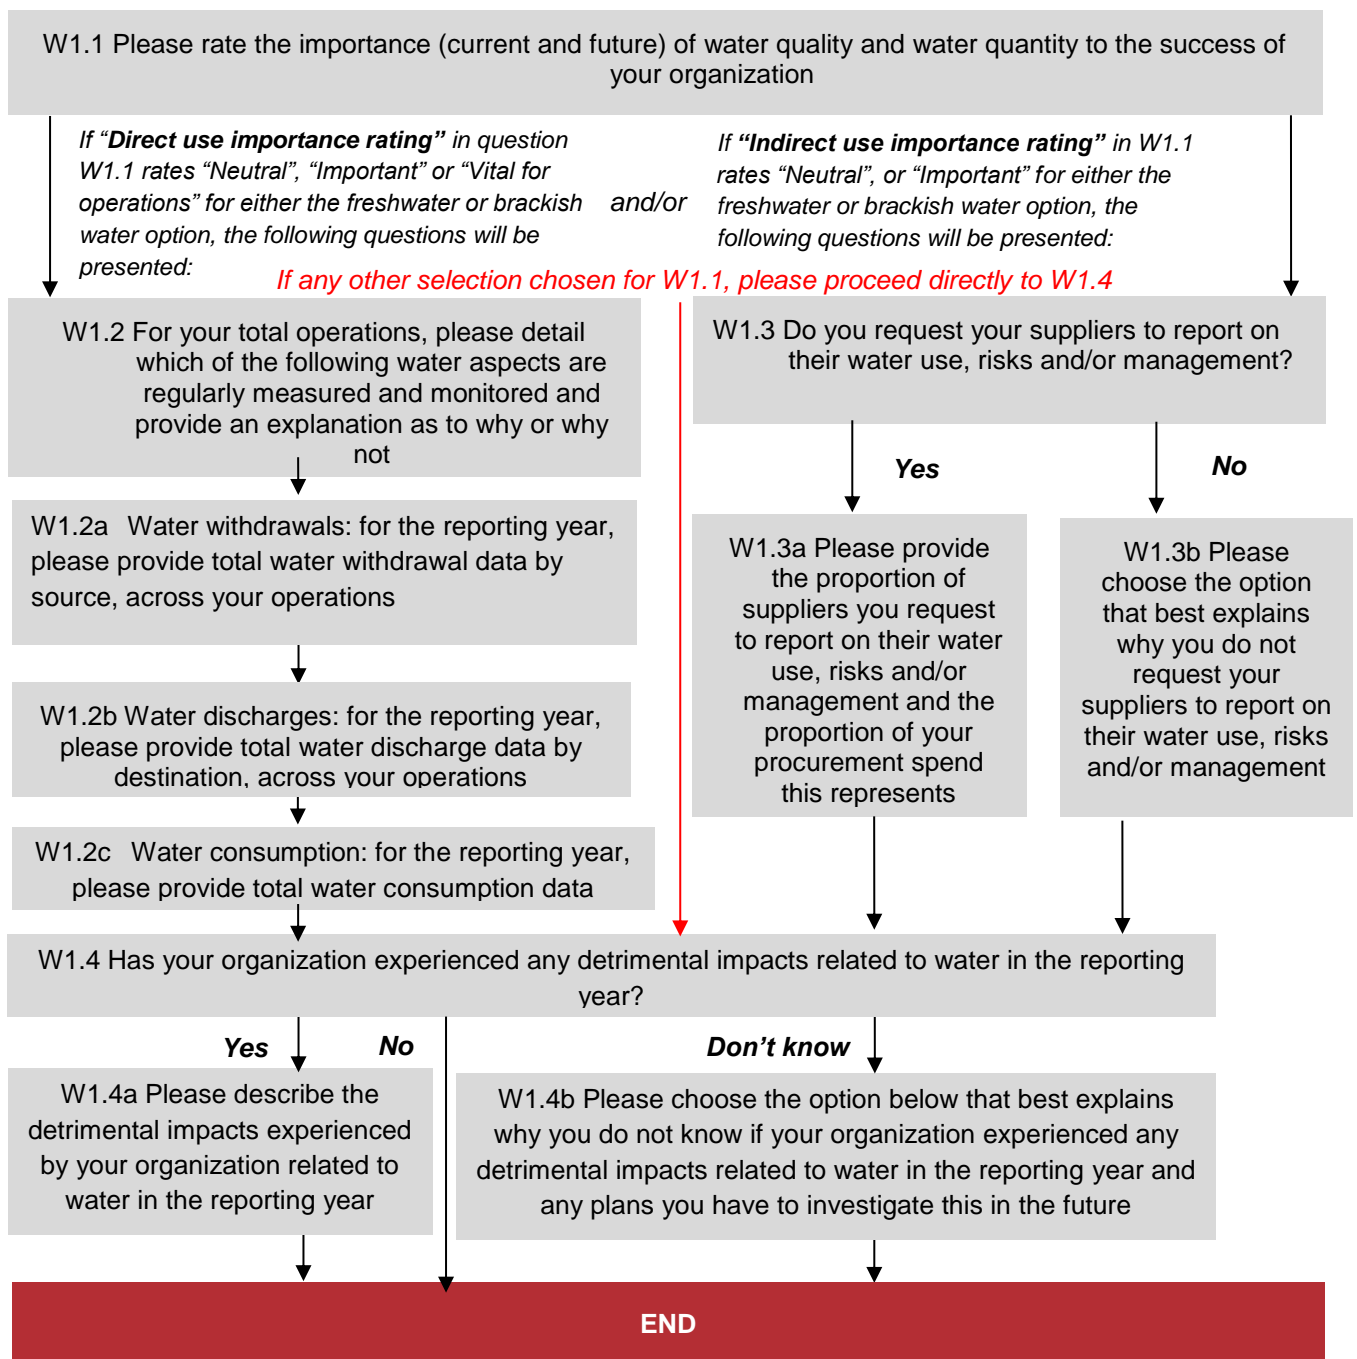 W1.1 Please rate the importance (current and future) of water quality and water quantity to the success of
your organization
If “Direct use importance rating” in question
W1.1 rates “Neutral”, “Important” or “Vital for
operations” for either the freshwater or brackish
water option, the following questions will be
presented:
and/or
If “Indirect use importance rating” in W1.1
rates “Neutral”, or “Important” for either the
freshwater or brackish water option, the
following questions will be presented:
If any other selection chosen for W1.1, please proceed directly to W1.4
W1.2 For your total operations, please detail
which of the following water aspects are
regularly measured and monitored and
provide an explanation as to why or why
not
W1.3 Do you request your suppliers to report on
their water use, risks and/or management?
Yes
No
W1.2a Water withdrawals: for the reporting year,
please provide total water withdrawal data by
source, across your operations
W1.2b Water discharges: for the reporting year,
please provide total water discharge data by
destination, across your operations
W1.2c Water consumption: for the reporting year,
please provide total water consumption data
W1.3a Please provide
the proportion of
suppliers you request
to report on their water
use, risks and/or
management and the
proportion of your
procurement spend
this represents
W1.3b Please
choose the option
that best explains
why you do not
request your
suppliers to report on
their water use, risks
and/or management
W1.4 Has your organization experienced any detrimental impacts related to water in the reporting
year?
Yes
No
Don’t know
W1.4a Please describe the
detrimental impacts experienced
by your organization related to
water in the reporting year
W1.4b Please choose the option below that best explains
why you do not know if your organization experienced any
detrimental impacts related to water in the reporting year and
any plans you have to investigate this in the future
END